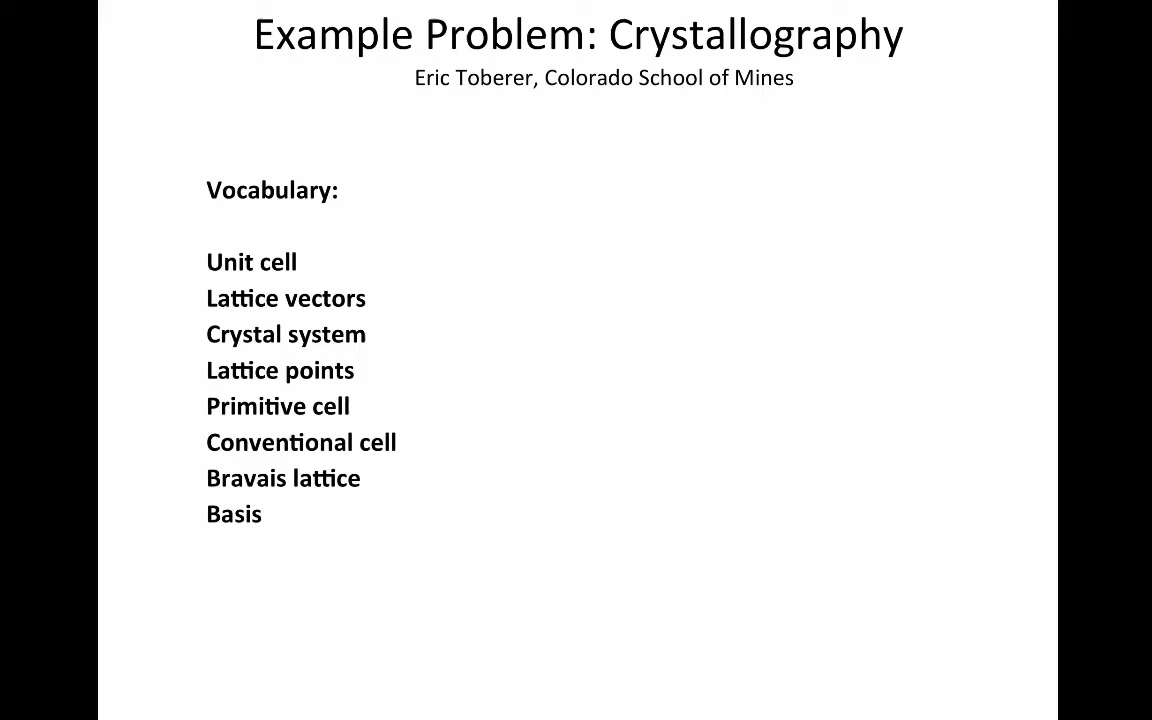 Example Problem: Crystallography
Eric Toberer, Colorado School of Mines
Vocabulary:
Unit cell
Lattice vectors
Crystal system
Lattice points
Primitive cell
Conventional cell
Bravais lattice
Basis